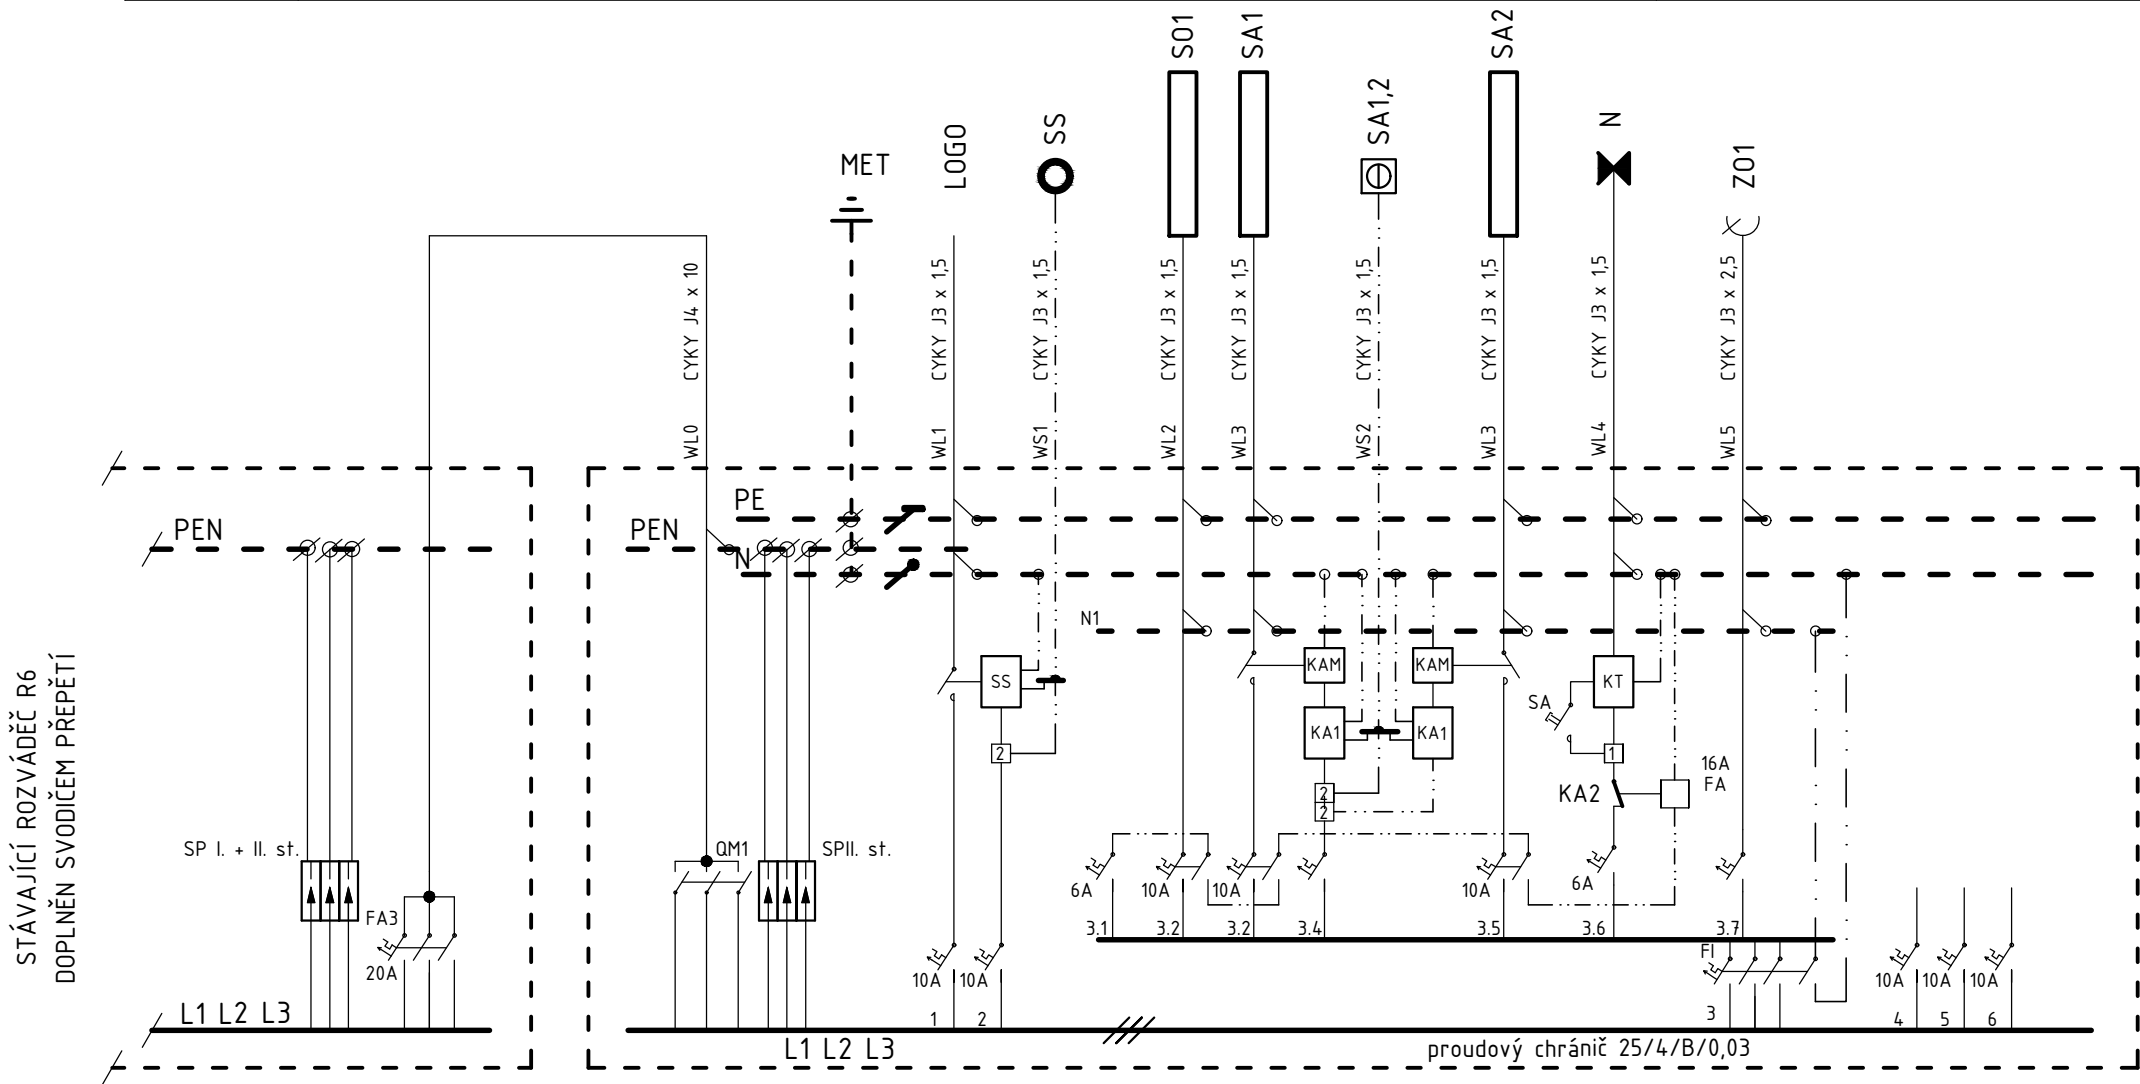 SO1
SA1
SA2
SS
SA1,2
N
LOGO
ZO1
MET
CYKY J4 x 10
CYKY J3 x 1,5
CYKY J3 x 1,5
CYKY J3 x 1,5
CYKY J3 x 1,5
CYKY J3 x 1,5
CYKY J3 x 1,5
CYKY J3 x 1,5
CYKY J3 x 2,5
WL0
WL1
WS1
WL2
WL3
WS2
WL3
WL4
WL5
PEN
PEN
PE
N
N1
STÁVAJÍCÍ ROZVÁDĚČ R6
DOPLNĚN SVODIČEM PŘEPĚTÍ
SS
KAM
KAM
KT
SA
KA1
KA1
2
1
16A
FA
KA2
2
2
SP I. + II. st.
QM1
SPII. st.
6A
10A
10A
10A
6A
FA3
20A
3.1
3.2
3.2
3.4
3.5
3.6
3.7
FI
10A
10A
10A
10A
10A
L1 L2 L3
1
2
3
4
5
6
L1 L2 L3
proudový chránič 25/4/B/0,03